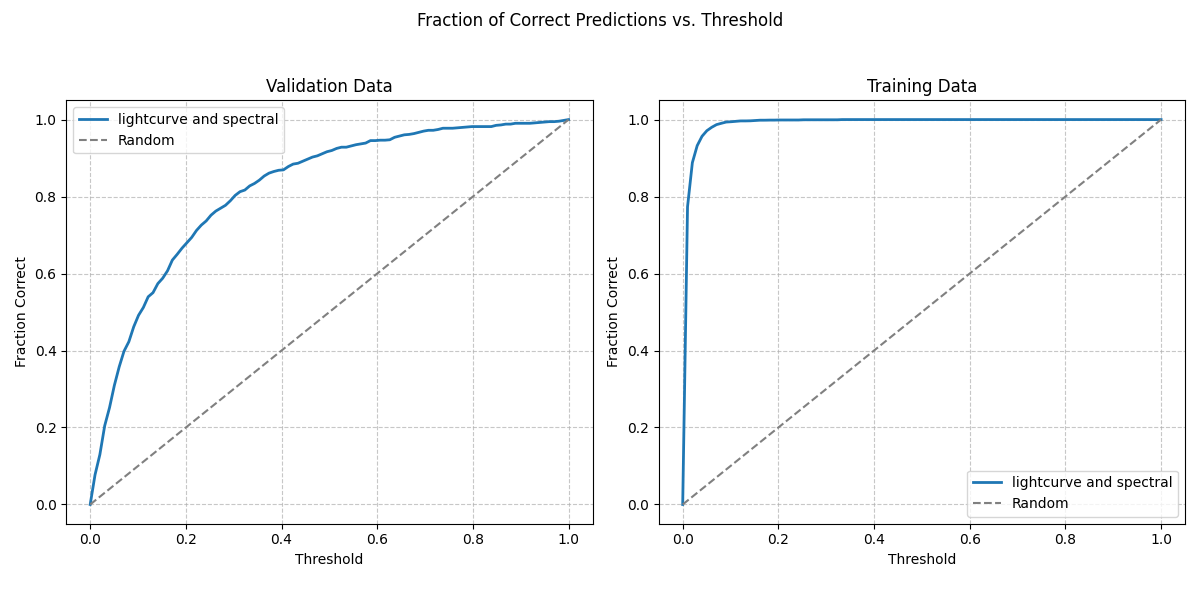 Fraction of Correct Predictions vs. Threshold
Validation Data
lightcurve and spectral
Random
Fraction Correct
1.0
0.8
0.6
0.4
0.2
0.0
0.0 0.2 0.4 0.6 0.8 1.0
Threshold
Training Data
Fraction Correct
1.0
0.8
0.6
0.4
0.2
0.0
lightcurve and spectral
Random
0.0 0.2 0.4 0.6 0.8 1.0
Threshold